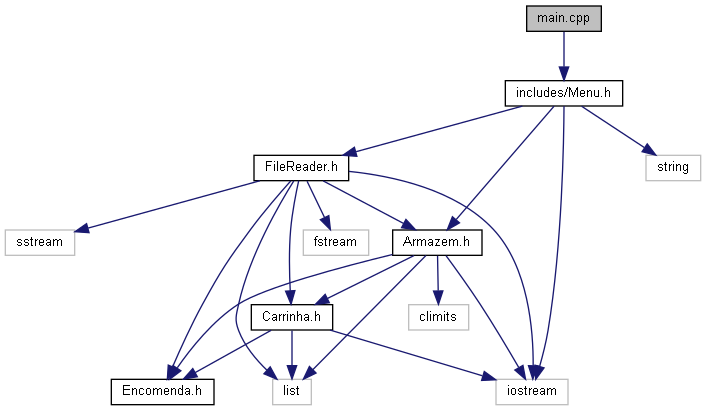 main.cpp
includes/Menu.h
FileReader.h
string
sstream
fstream
Armazem.h
Carrinha.h
climits
Encomenda.h
list
iostream